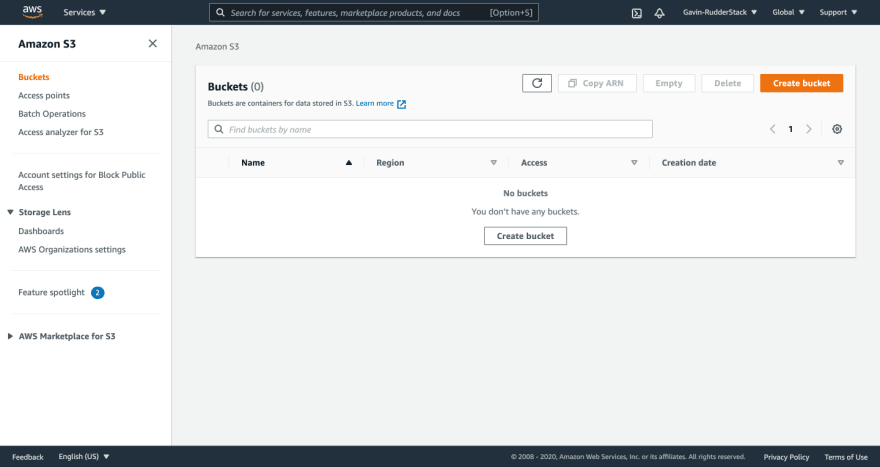 aws
Services
Search for services, features, marketplace products, and docs [Option+S]
Gavin-RudderStack
Global
Support
Amazon S3
Buckets
Access points
Batch Operations
Access analyzer for S3
Account settings for Block Public
Access
Storage Lens
Dashboards
AWS Organizations settings
Feature spotlight 2
AWS Marketplace for S3
Amazon S3
Buckets (0)
Copy ARN
Empty
Delete
Create bucket
Buckets are containers for data stored in S3. Learn more
Find buckets by name
1
Name Region Access Creation date
No buckets
You don't have any buckets.
Create bucket
Feedback English (US) © 2008 - 2020, Amazon Web Services, Inc. or its affiliates. All rights reserved. Privacy Policy Terms of Use